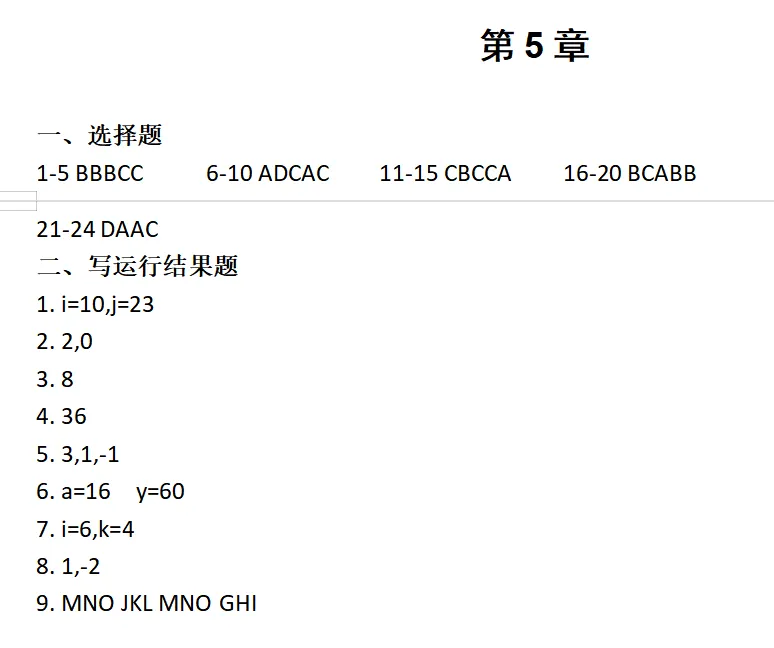 第 5 章
一、选择题
1-5 BBBCC 6-10 ADCAC 11-15 CBCCA 16-20 BCABB
21-24 DAAC
二、写运行结果题
1. i=10,j=23
2. 2,0
3. 8
4. 36
5. 3,1,-1
6. a=16 y=60
7. i=6,k=4
8. 1,-2
9. MNO JKL MNO GHI